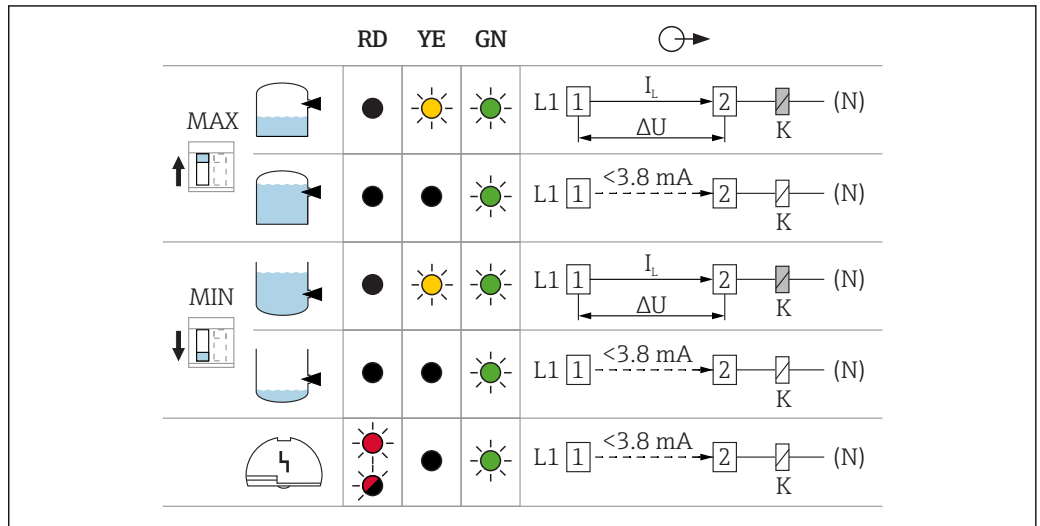 RD YE GN
MAX
L1 1 I_L 2 (N)
ΔU K
L1 1 <3.8 mA 2 (N)
K
MIN
L1 1 I_L 2 (N)
ΔU K
L1 1 <3.8 mA 2 (N)
K
L1 1 <3.8 mA 2 (N)
K